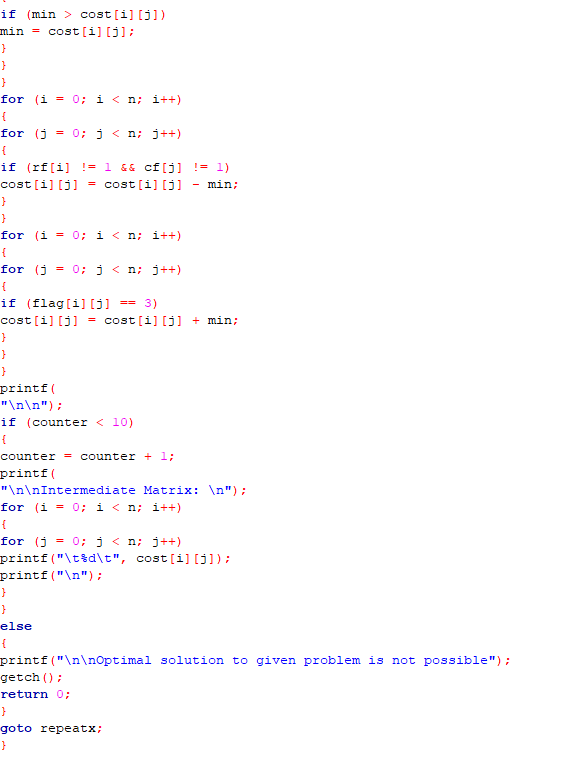 if (min > cost[i][j])
min = cost[i][j];
}
}
}
for (i = 0; i < n; i++)
{
for (j = 0; j < n; j++)
{
if (rf[i] != 1 && cf[j] != 1)
cost[i][j] = cost[i][j] - min;
}
}
for (i = 0; i < n; i++)
{
for (j = 0; j < n; j++)
{
if (flag[i][j] == 3)
cost[i][j] = cost[i][j] + min;
}
}
}
printf(
"\n\n");
if (counter < 10)
{
counter = counter + 1;
printf(
"\n\nIntermediate Matrix: \n");
for (i = 0; i < n; i++)
{
for (j = 0; j < n; j++)
printf("\t%d\t", cost[i][j]);
printf("\n");
}
}
else
{
printf("\n\nOptimal solution to given problem is not possible");
getch();
return 0;
}
goto repeatx;
}